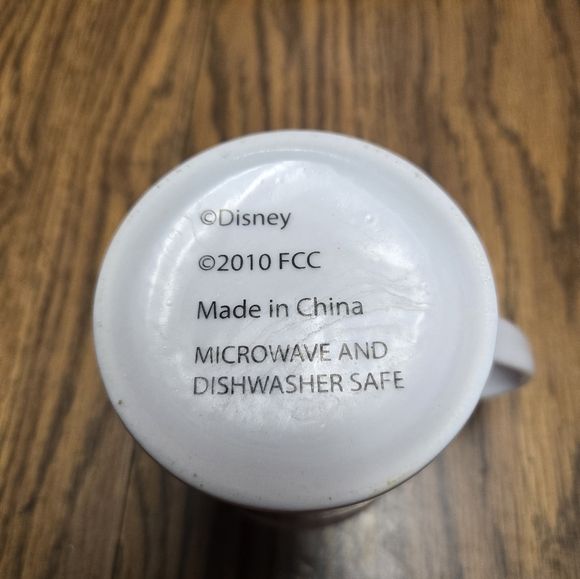 ©Disney
©2010 FCC
Made in China
MICROWAVE AND
DISHWASHER SAFE